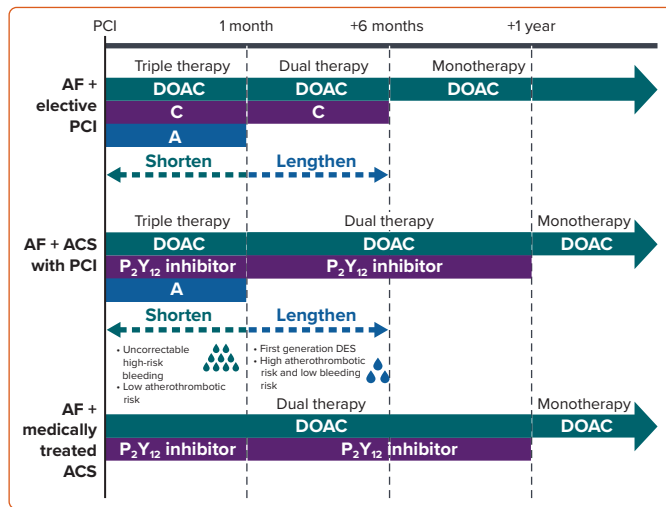 PCI 1 month +6 months +1 year
Triple therapy Dual therapy Monotherapy
AF +
elective
PCI
DOAC DOAC DOAC
C C
A
Shorten Lengthen
Triple therapy Dual therapy Monotherapy
AF + ACS
with PCI
DOAC DOAC DOAC
P₂Y₁₂ inhibitor P₂Y₁₂ inhibitor
A
Shorten Lengthen
• Uncorrectable
high-risk
bleeding
• Low atherothrombotic
risk
• First generation DES
• High atherothrombotic
risk and low bleeding
risk
Dual therapy Monotherapy
AF +
medically
treated
ACS
DOAC DOAC
P₂Y₁₂ inhibitor P₂Y₁₂ inhibitor